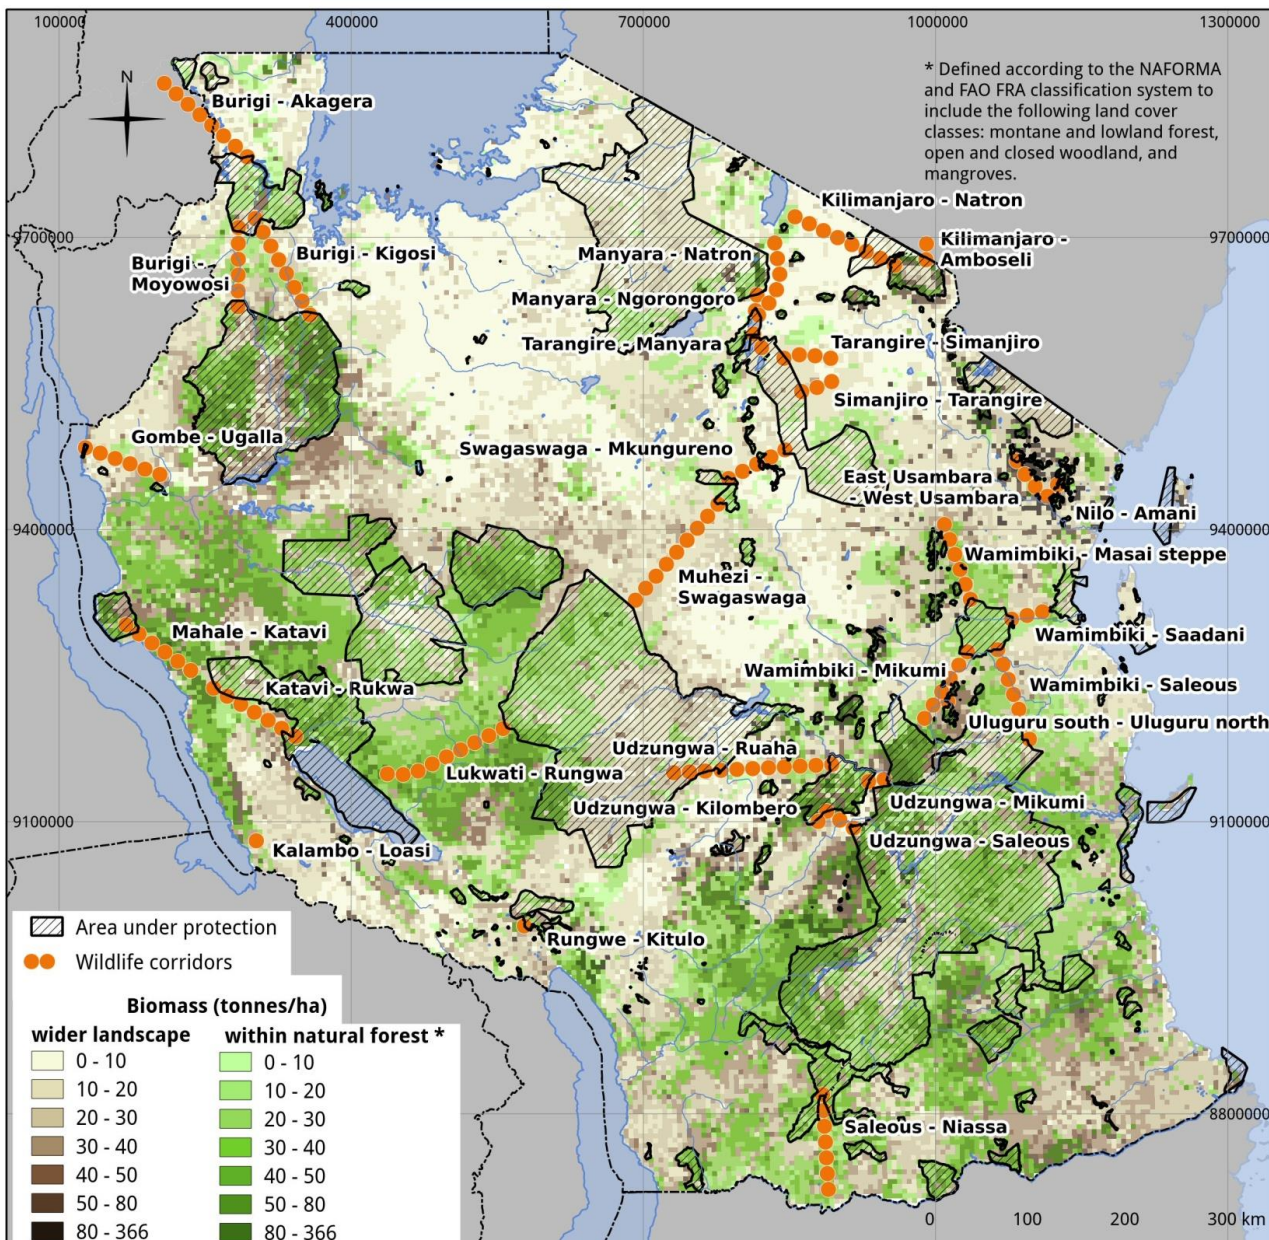 100000
400000
700000
1000000
1300000
* Defined according to the NAFORMA
and FAO FRA classification system to
include the following land cover
classes: montane and lowland forest,
open and closed woodland, and
mangroves.
N
Burigi - Akagera
Kilimanjaro - Natron
9700000
9700000
Kilimanjaro -
Amboseli
Burigi - Kigosi
Manyara - Natron
Burigi -
Moyowosi
Manyara - Ngorongoro
Tarangire - Manyara
Tarangire - Simanjiro
Simanjiro - Tarangire
Gombe - Ugalla
Swagaswaga - Mkungureno
East Usambara
- West Usambara
Nilo - Amani
9400000
9400000
Wamimbiki - Masai steppe
Muhezi -
Swagaswaga
Mahale - Katavi
Wamimbiki - Saadani
Wamimbiki - Mikumi
Katavi - Rukwa
Wamimbiki - Saleous
Uluguru south - Uluguru north
Udzungwa - Ruaha
Lukwati - Rungwa
Udzungwa - Kilombero
Udzungwa - Mikumi
9100000
9100000
Udzungwa - Saleous
Kalambo - Loasi
Rungwe - Kitulo
Area under protection
Wildlife corridors
Biomass (tonnes/ha)
wider landscape
within natural forest *
0 - 10
0 - 10
10 - 20
10 - 20
20 - 30
20 - 30
30 - 40
30 - 40
40 - 50
40 - 50
50 - 80
50 - 80
80 - 366
80 - 366
8800000
Saleous - Niassa
0 100 200 300 km